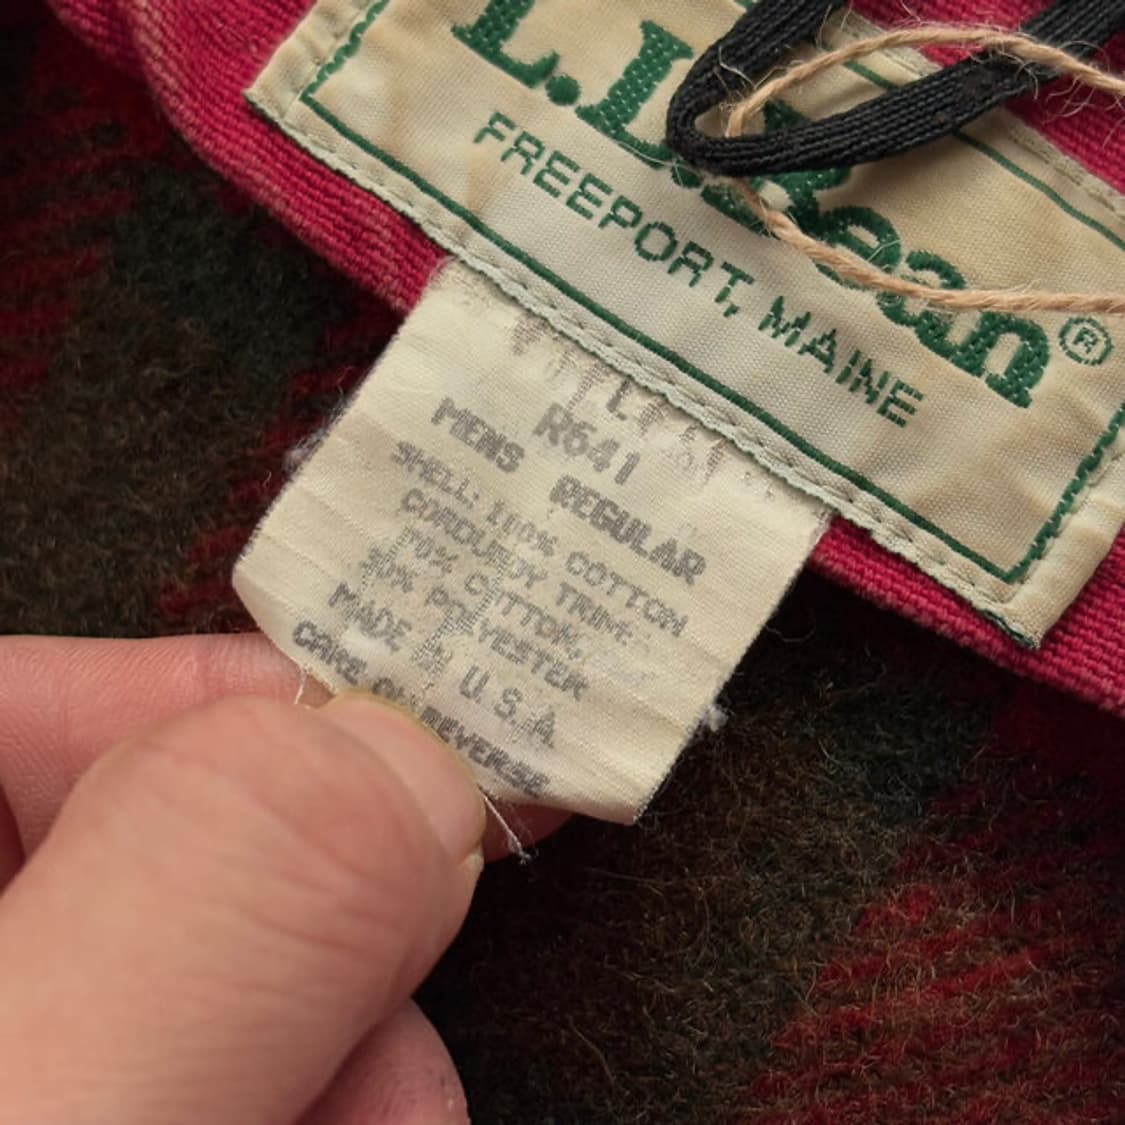 L.L.Bean®
FREEPORT, MAINE
L
R641
MENS REGULAR
SHELL: 100% COTTON
CORDUROY TRIM:
70% COTTON,
30% POLYESTER
MADE IN U.S.A
CARE ON REVERSE